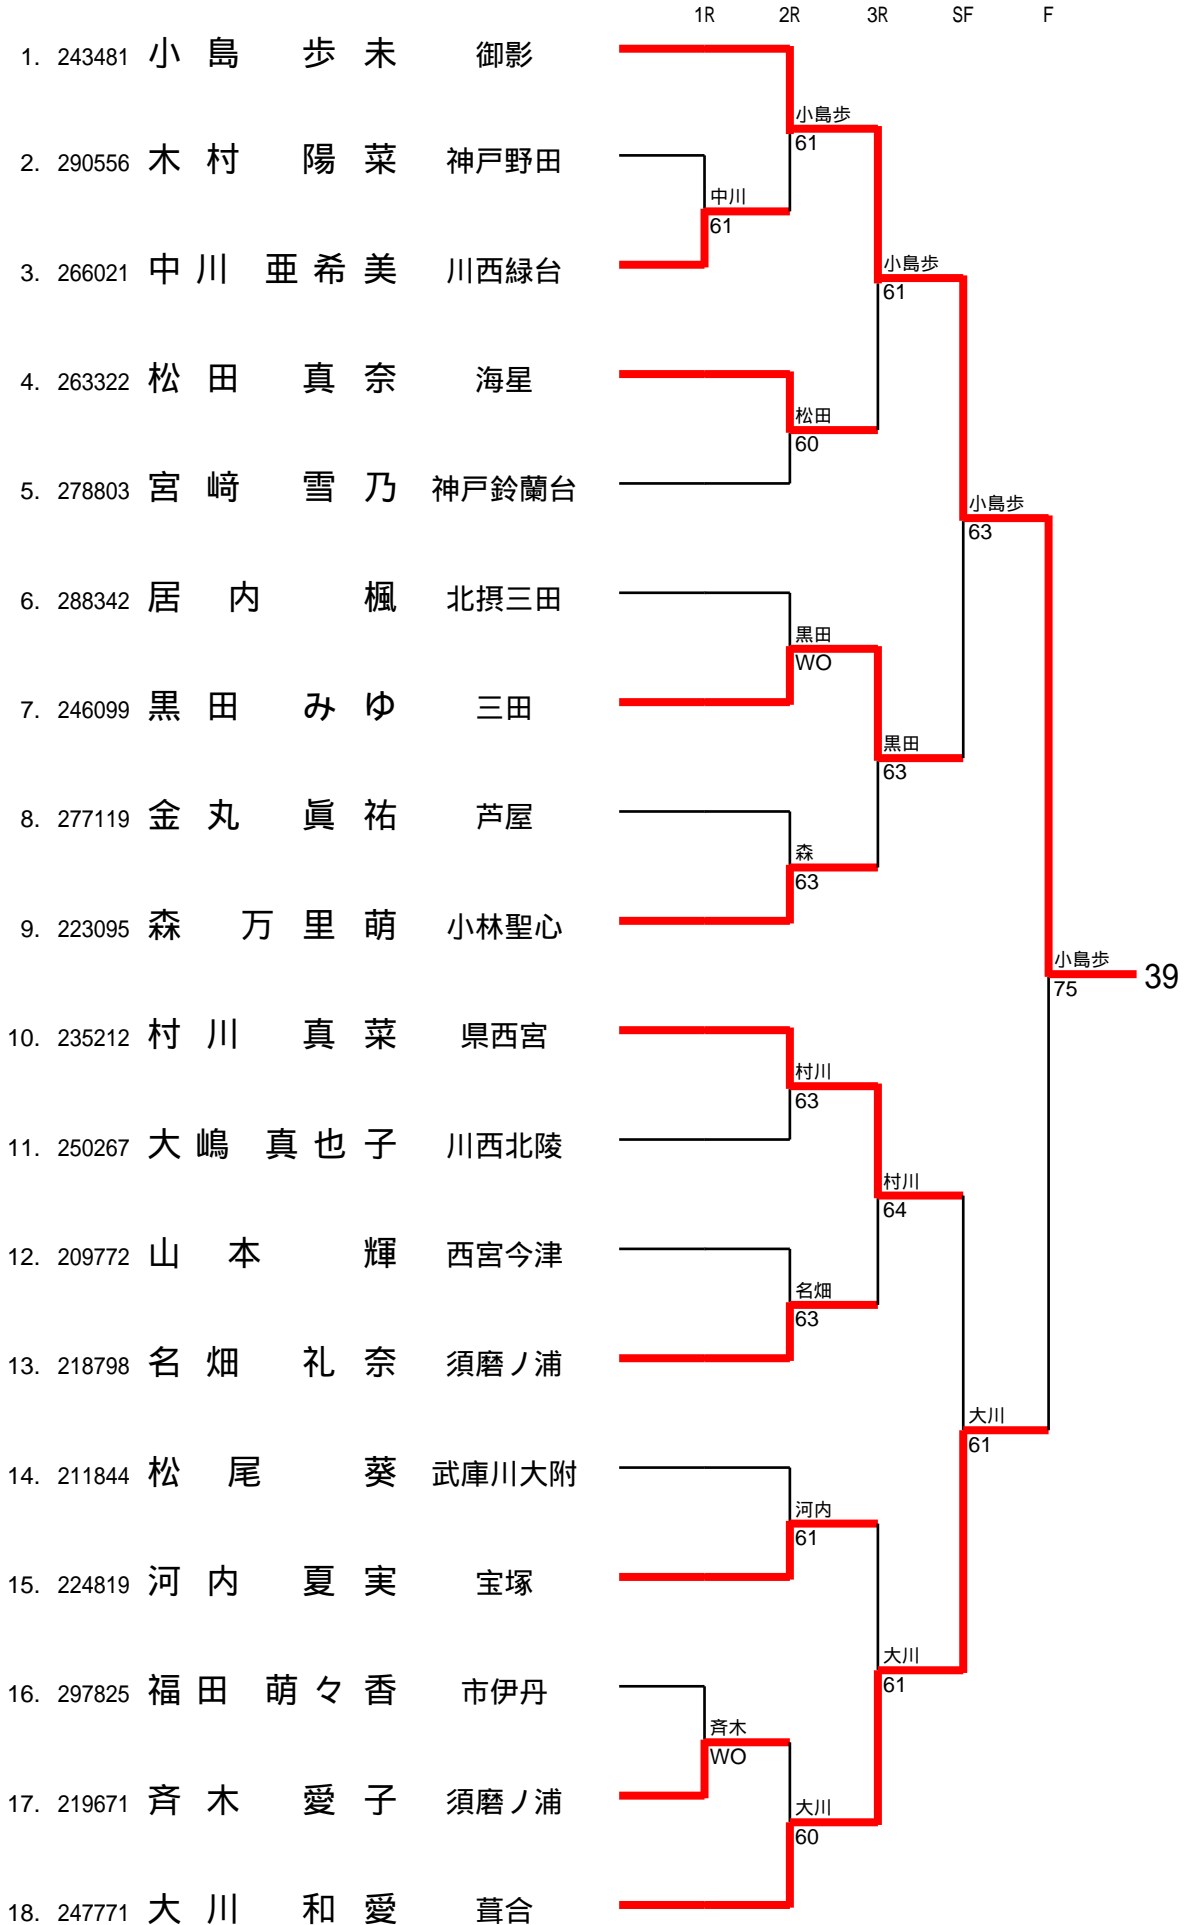 1R 2R 3R SF F
1. 243481 小島 歩未 御影
小島歩
61
2. 290556 木村 陽菜 神戸野田
中川
61
3. 266021 中川 亜希美 川西緑台
小島歩
61
4. 263322 松田 真奈 海星
松田
60
5. 278803 宮﨑 雪乃 神戸鈴蘭台
小島歩
63
6. 288342 居内 楓 北摂三田
黒田
WO
7. 246099 黒田 みゆ 三田
黒田
63
8. 277119 金丸 眞祐 芦屋
森
63
9. 223095 森 万里萌 小林聖心
小島歩
75
39
10. 235212 村川 真菜 県西宮
村川
63
11. 250267 大嶋 真也子 川西北陵
村川
64
12. 209772 山本 輝 西宮今津
名畑
63
13. 218798 名畑 礼奈 須磨ノ浦
大川
61
14. 211844 松尾 葵 武庫川大附
河内
61
15. 224819 河内 夏実 宝塚
大川
61
16. 297825 福田 萌々香 市伊丹
斉木
WO
17. 219671 斉木 愛子 須磨ノ浦
大川
60
18. 247771 大川 和愛 葺合